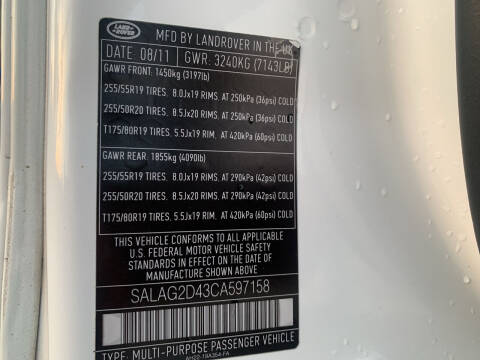 LAND-
ROVER
MFD BY LANDROVER IN THE UK
DATE: 08/11 GWR: 3240KG (7143LB)
GAWR FRONT: 1450kg (3197lb)
255/55R19 TIRES. 8.0Jx19 RIMS. AT 250kPa (36psi) COLD
255/50R20 TIRES. 8.5Jx20 RIMS. AT 250kPa (36psi) COLD
T175/80R19 TIRES. 5.5Jx19 RIM. AT 420kPa (60psi) COLD
GAWR REAR: 1855kg (4090lb)
255/55R19 TIRES. 8.0Jx19 RIMS. AT 290kPa (42psi) COLD
255/50R20 TIRES. 8.5Jx20 RIMS. AT 290kPa (42psi) COLD
T175/80R19 TIRES. 5.5Jx19 RIM. AT 420kPa (60psi) COLD
THIS VEHICLE CONFORMS TO ALL APPLICABLE
U.S. FEDERAL MOTOR VEHICLE SAFETY
STANDARDS IN EFFECT ON THE DATE OF
MANUFACTURE SHOWN ABOVE
SALAG2D43CA597158
TYPE: MULTI-PURPOSE PASSENGER VEHICLE